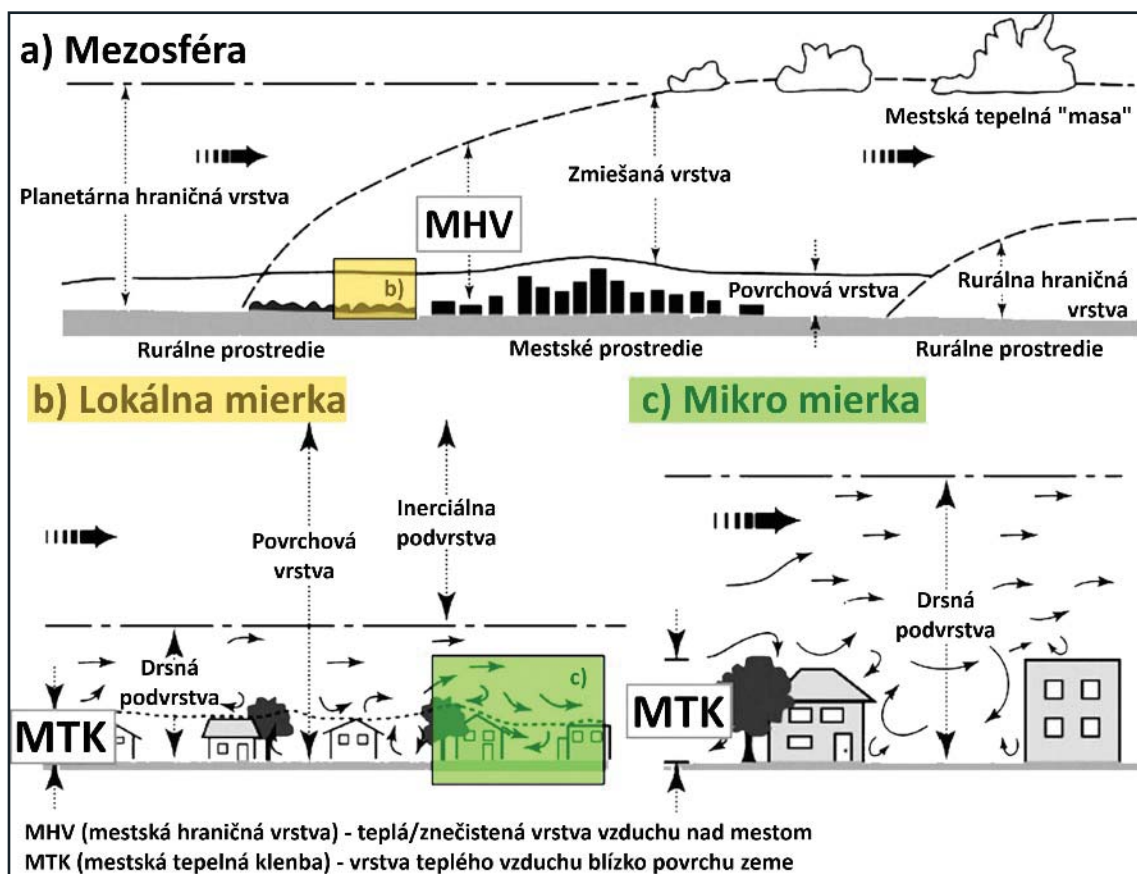 a) Mezosféra
Mestská tepelná "masa"
Planetárna hraničná vrstva
Zmiešaná vrstva
MHV
b)
Povrchová vrstva
Rurálna hraničná
vrstva
Rurálne prostredie
Mestské prostredie
Rurálne prostredie
b) Lokálna mierka
Inerciálna
podvrstva
Povrchová
vrstva
Drsná
podvrstva
c)
MTK
c) Mikro mierka
Drsná
podvrstva
MTK
MHV (mestská hraničná vrstva) - teplá/znečistená vrstva vzduchu nad mestom
MTK (mestská tepelná klenba) - vrstva teplého vzduchu blízko povrchu zeme